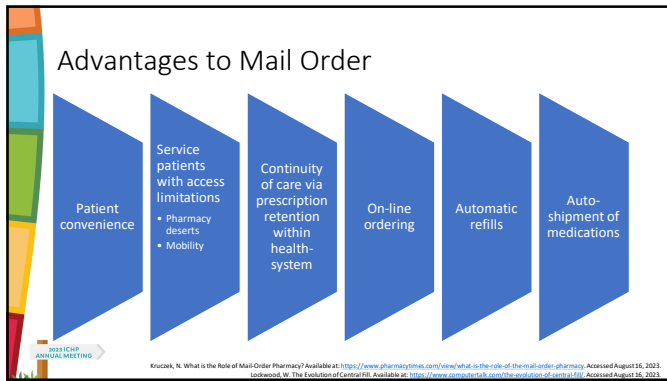 Advantages to Mail Order
Patient
convenience
Service
patients
with access
limitations
• Pharmacy
deserts
• Mobility
Continuity
of care via
prescription
retention
within
health-
system
On-line
ordering
Automatic
refills
Auto-
shipment of
medications
2023 ICHP
ANNUAL MEETING
Kruczek, N. What is the Role of Mail-Order Pharmacy? Available at: https://www.pharmacytimes.com/view/what-is-the-role-of-the-mail-order-pharmacy. Accessed August 16, 2023.
Lockwood, W. The Evolution of Central Fill. Available at: https://www.computertalk.com/the-evolution-of-central-fill/. Accessed August 16, 2023.